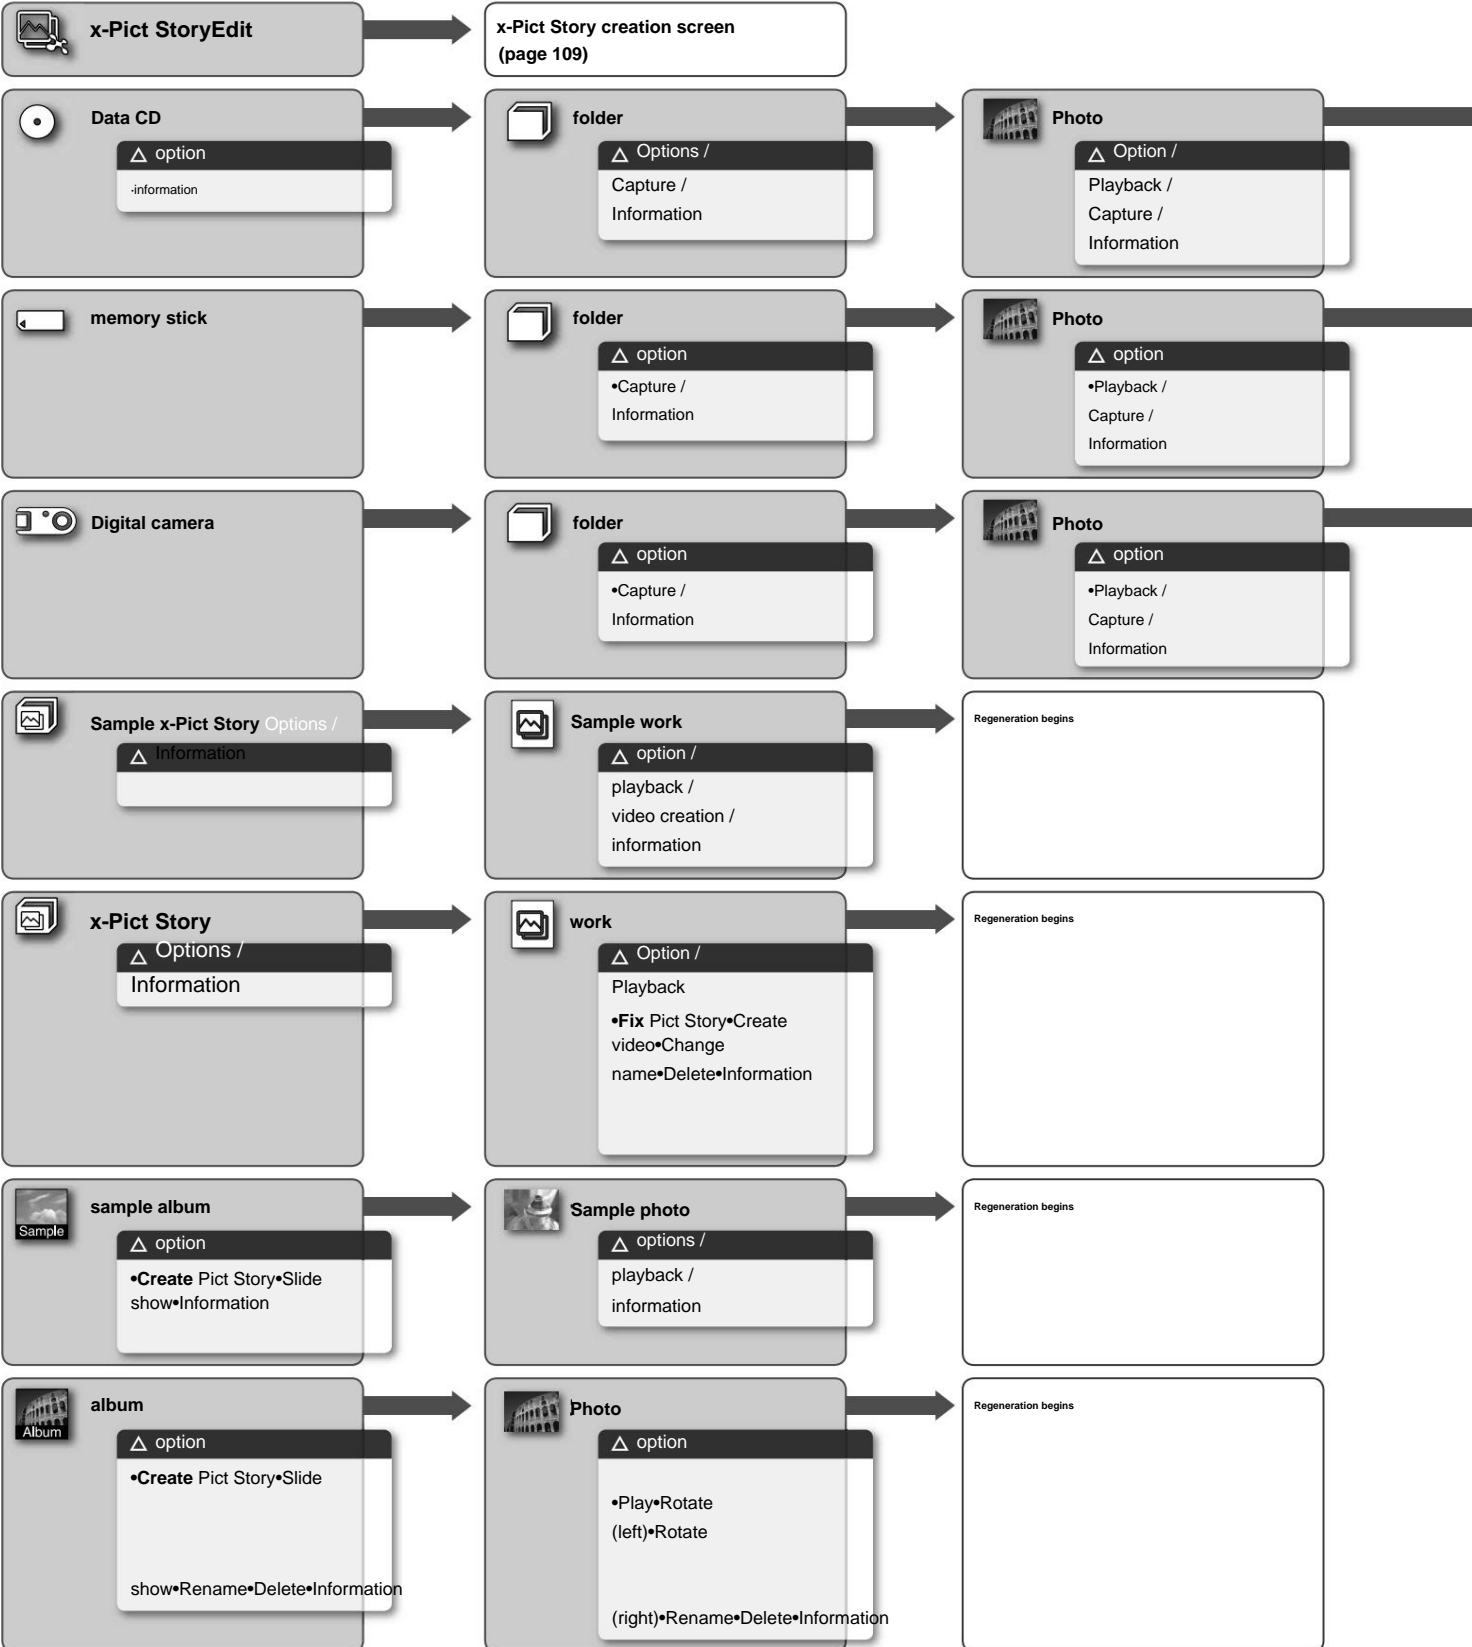 x-Pict StoryEdit
x-Pict Story creation screen
(page 109)
Data CD
△ option
·information
folder
△ Options /
Capture /
Information
Photo
△ Option /
Playback /
Capture /
Information
memory stick
folder
△ option
•Capture /
Information
Photo
△ option
•Playback /
Capture /
Information
Digital camera
folder
△ option
•Capture /
Information
Photo
△ option
•Playback /
Capture /
Information
Sample x-Pict Story Options /
△ Information
Sample work
△ option /
playback /
video creation /
information
Regeneration begins
x-Pict Story
△ Options /
Information
work
△ Option /
Playback
•Fix Pict Story•Create
video•Change
name•Delete•Information
Regeneration begins
Sample
sample album
△ option
•Create Pict Story•Slide
show•Information
Sample photo
△ options /
playback /
information
Regeneration begins
Album
album
△ option
•Create Pict Story•Slide
show•Rename•Delete•Information
Photo
△ option
•Play•Rotate
(left)•Rotate
(right)•Rename•Delete•Information
Regeneration begins